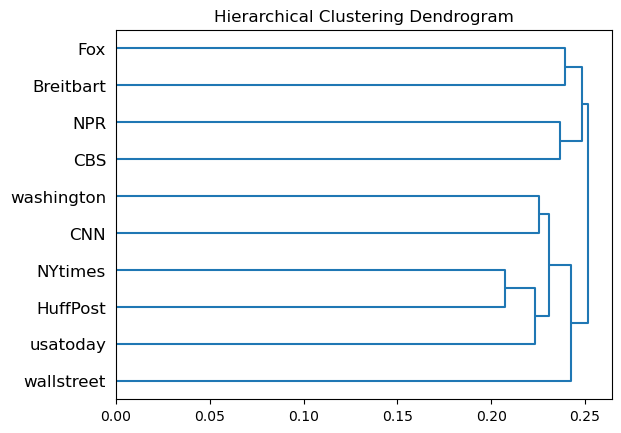 Hierarchical Clustering Dendrogram
Fox
Breitbart
NPR
CBS
washington
CNN
NYtimes
HuffPost
usatoday
wallstreet
0.00 0.05 0.10 0.15 0.20 0.25